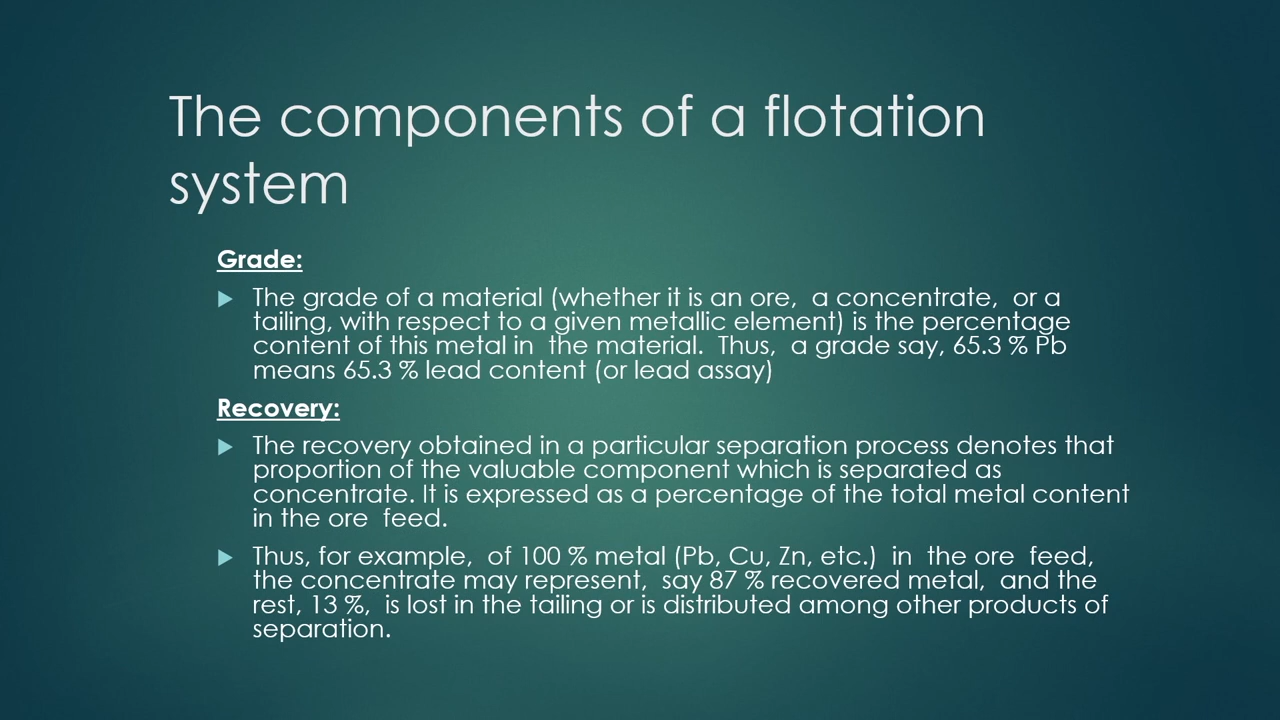 The components of a flotation
system
Grade:
The grade of a material (whether it is an ore,  a concentrate,  or a
tailing, with respect to a given metallic element) is the percentage
content of this metal in  the material.  Thus,  a grade say, 65.3 % Pb
means 65.3 % lead content (or lead assay)
Recovery:
The recovery obtained in a particular separation process denotes that
proportion of the valuable component which is separated as
concentrate. It is expressed as a percentage of the total metal content
in the ore  feed.
Thus, for example,  of 100 % metal (Pb, Cu, Zn, etc.)  in  the ore  feed,
the concentrate may represent,  say 87 % recovered metal,  and the
rest, 13 %,  is lost in the tailing or is distributed among other products of
separation.